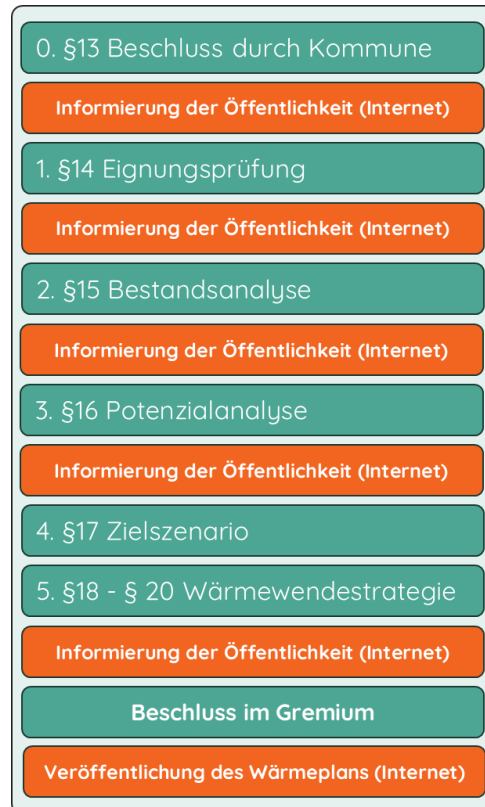 0. §13 Beschluss durch Kommune
Informierung der Öffentlichkeit (Internet)
1. §14 Eignungsprüfung
Informierung der Öffentlichkeit (Internet)
2. §15 Bestandsanalyse
Informierung der Öffentlichkeit (Internet)
3. §16 Potenzialanalyse
Informierung der Öffentlichkeit (Internet)
4. §17 Zielszenario
5. §18 - § 20 Wärmewendestrategie
Informierung der Öffentlichkeit (Internet)
Beschluss im Gremium
Veröffentlichung des Wärmeplans (Internet)